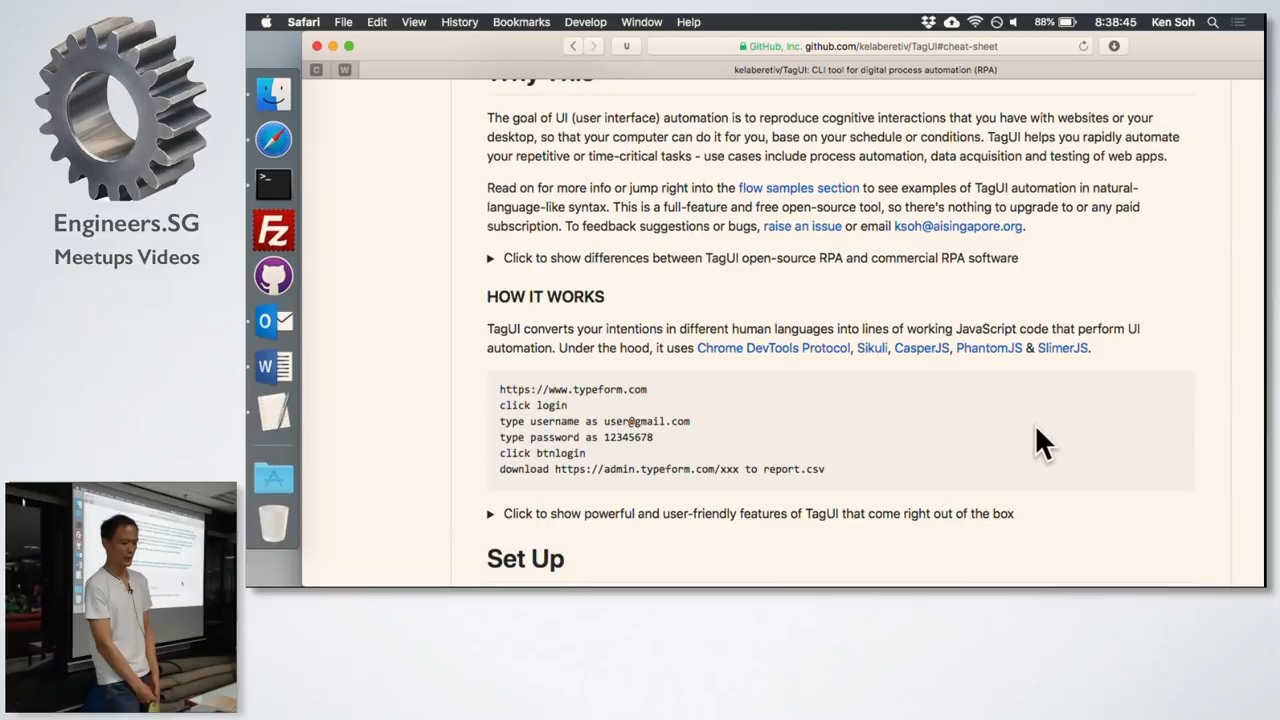 Safari File Edit View History Bookmarks Develop Window Help 88% 8:38:45 Ken Soh
GitHub, Inc. github.com/kelaberetiv/TagUI#cheat-sheet
kelaberetiv/TagUI: CLI tool for digital process automation (RPA)
Engineers.SG
Meetups Videos
Why This
The goal of UI (user interface) automation is to reproduce cognitive interactions that you have with websites or your
desktop, so that your computer can do it for you, base on your schedule or conditions. TagUI helps you rapidly automate
your repetitive or time-critical tasks - use cases include process automation, data acquisition and testing of web apps.
Read on for more info or jump right into the flow samples section to see examples of TagUI automation in natural-
language-like syntax. This is a full-feature and free open-source tool, so there's nothing to upgrade to or any paid
subscription. To feedback suggestions or bugs, raise an issue or email ksoh@aisingapore.org.
Click to show differences between TagUI open-source RPA and commercial RPA software
HOW IT WORKS
TagUI converts your intentions in different human languages into lines of working JavaScript code that perform UI
automation. Under the hood, it uses Chrome DevTools Protocol, Sikuli, CasperJS, PhantomJS & SlimerJS.
https://www.typeform.com
click login
type username as user@gmail.com
type password as 12345678
click btnlogin
download https://admin.typeform.com/xxx to report.csv
Click to show powerful and user-friendly features of TagUI that come right out of the box
Set Up